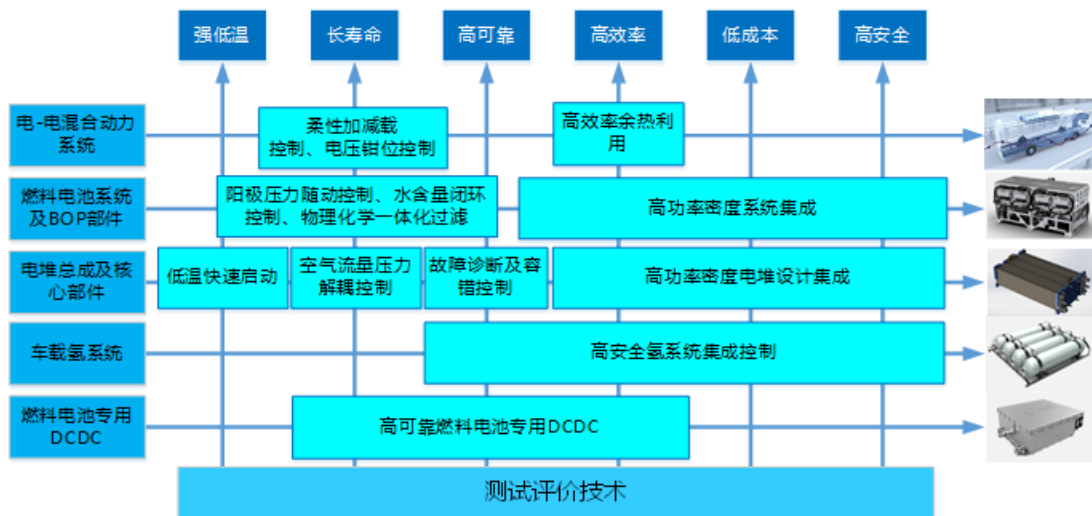 强低温
长寿命
高可靠
高效率
低成本
高安全
电-电混合动力
系统
柔性加减载
控制、电压钳位控制
高效率余热利
用
燃料电池系统
及BOP部件
阳极压力随动控制、水含量闭环
控制、物理化学一体化过滤
高功率密度系统集成
电堆总成及核
心部件
低温快速启动
空气流量压力
解耦控制
故障诊断及容
错控制
高功率密度电堆设计集成
车载氢系统
高安全氢系统集成控制
燃料电池专用
DCDC
高可靠燃料电池专用DCDC
测试评价技术